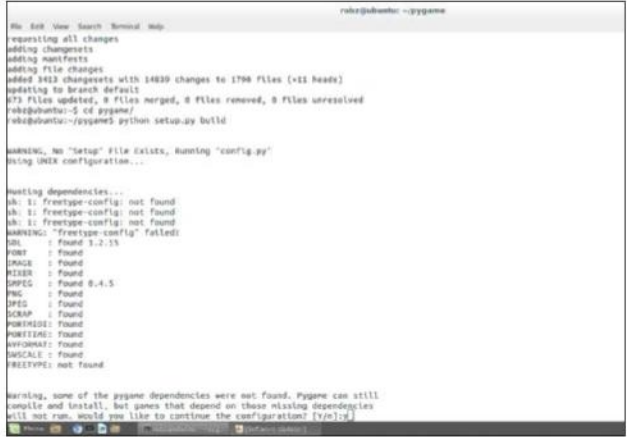 robz@ubuntu: ~/pygame
File Edit View Search Terminal Help
requesting all changes
adding changesets
adding manifests
adding file changes
added 3413 changesets with 14839 changes to 1790 files (+11 heads)
updating to branch default
673 files updated, 0 files merged, 0 files removed, 0 files unresolved
robz@ubuntu:~$ cd pygame/
robz@ubuntu:~/pygame$ python setup.py build
WARNING, No "Setup" File Exists, Running "config.py"
Using UNIX configuration...
Hunting dependencies...
sh: 1: freetype-config: not found
sh: 1: freetype-config: not found
sh: 1: freetype-config: not found
WARNING: "freetype-config" failed!
SDL : found 1.2.15
FONT : found
IMAGE : found
MIXER : found
SMPEG : found 0.4.5
PNG : found
JPEG : found
SCRAP : found
PORTMIDI: found
PORTTIME: found
AVFORMAT: found
SWSCALE : found
FREETYPE: not found
Warning, some of the pygame dependencies were not found. Pygame can still
compile and install, but games that depend on those missing dependencies
will not run. Would you like to continue the configuration? [Y/n]:y
Menu